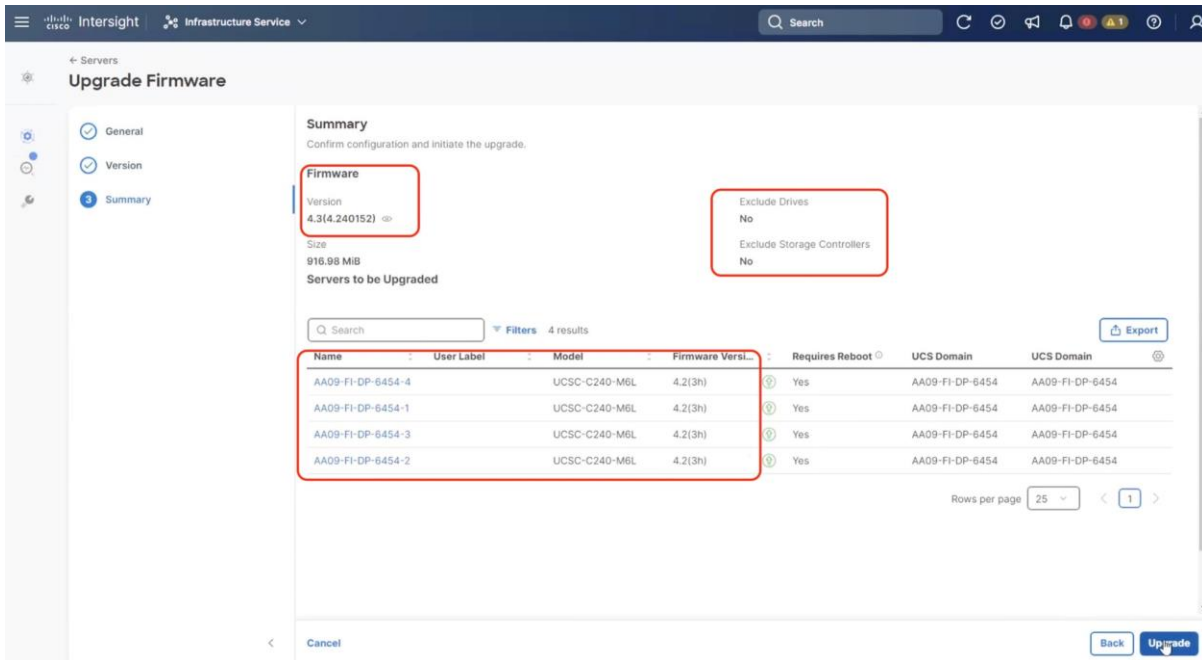 cisco Intersight Infrastructure Service Search 0 1
← Servers
Upgrade Firmware
General
Version
3 Summary
Summary
Confirm configuration and initiate the upgrade.
Firmware
Version
4.3(4.240152)
Exclude Drives
No
Size
916.98 MiB
Exclude Storage Controllers
No
Servers to be Upgraded
Search Filters 4 results Export
Name User Label Model Firmware Versi... Requires Reboot UCS Domain UCS Domain
AA09-FI-DP-6454-4 UCSC-C240-M6L 4.2(3h) Yes AA09-FI-DP-6454 AA09-FI-DP-6454
AA09-FI-DP-6454-1 UCSC-C240-M6L 4.2(3h) Yes AA09-FI-DP-6454 AA09-FI-DP-6454
AA09-FI-DP-6454-3 UCSC-C240-M6L 4.2(3h) Yes AA09-FI-DP-6454 AA09-FI-DP-6454
AA09-FI-DP-6454-2 UCSC-C240-M6L 4.2(3h) Yes AA09-FI-DP-6454 AA09-FI-DP-6454
Rows per page 25 1
Cancel Back Upgrade